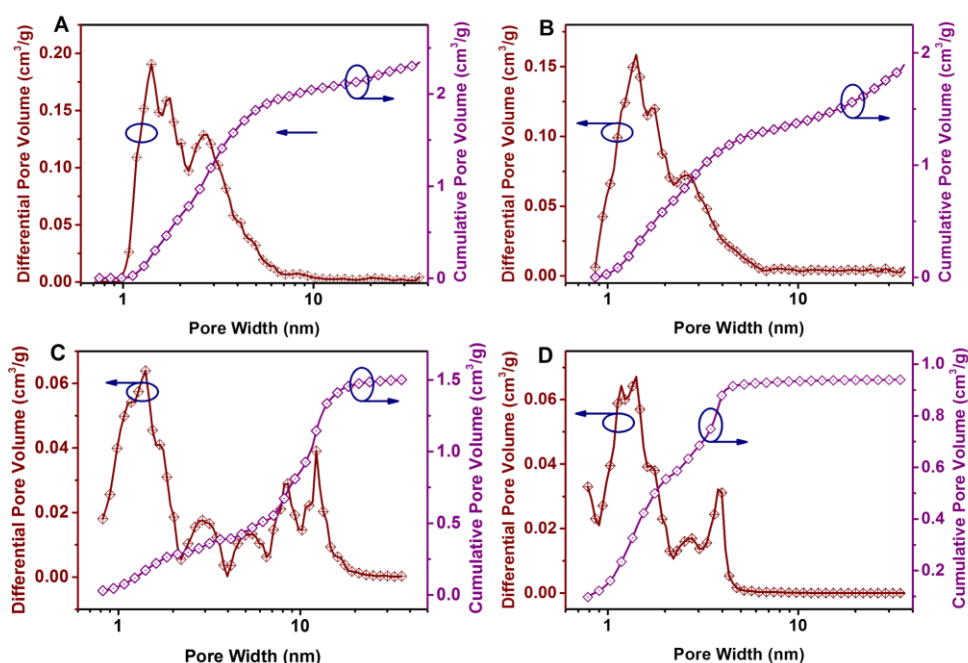 A
Differential Pore Volume (cm³/g)
0.20
0.15
0.10
0.05
0.00
2
1
0
Cumulative Pore Volume (cm³/g)
1
10
Pore Width (nm)
B
Differential Pore Volume (cm³/g)
0.15
0.10
0.05
0.00
2
1
0
Cumulative Pore Volume (cm³/g)
1
10
Pore Width (nm)
C
Differential Pore Volume (cm³/g)
0.06
0.04
0.02
0.00
1.5
1.0
0.5
0.0
Cumulative Pore Volume (cm³/g)
1
10
Pore Width (nm)
D
Differential Pore Volume (cm³/g)
0.06
0.04
0.02
0.00
1.0
0.8
0.6
0.4
0.2
Cumulative Pore Volume (cm³/g)
1
10
Pore Width (nm)